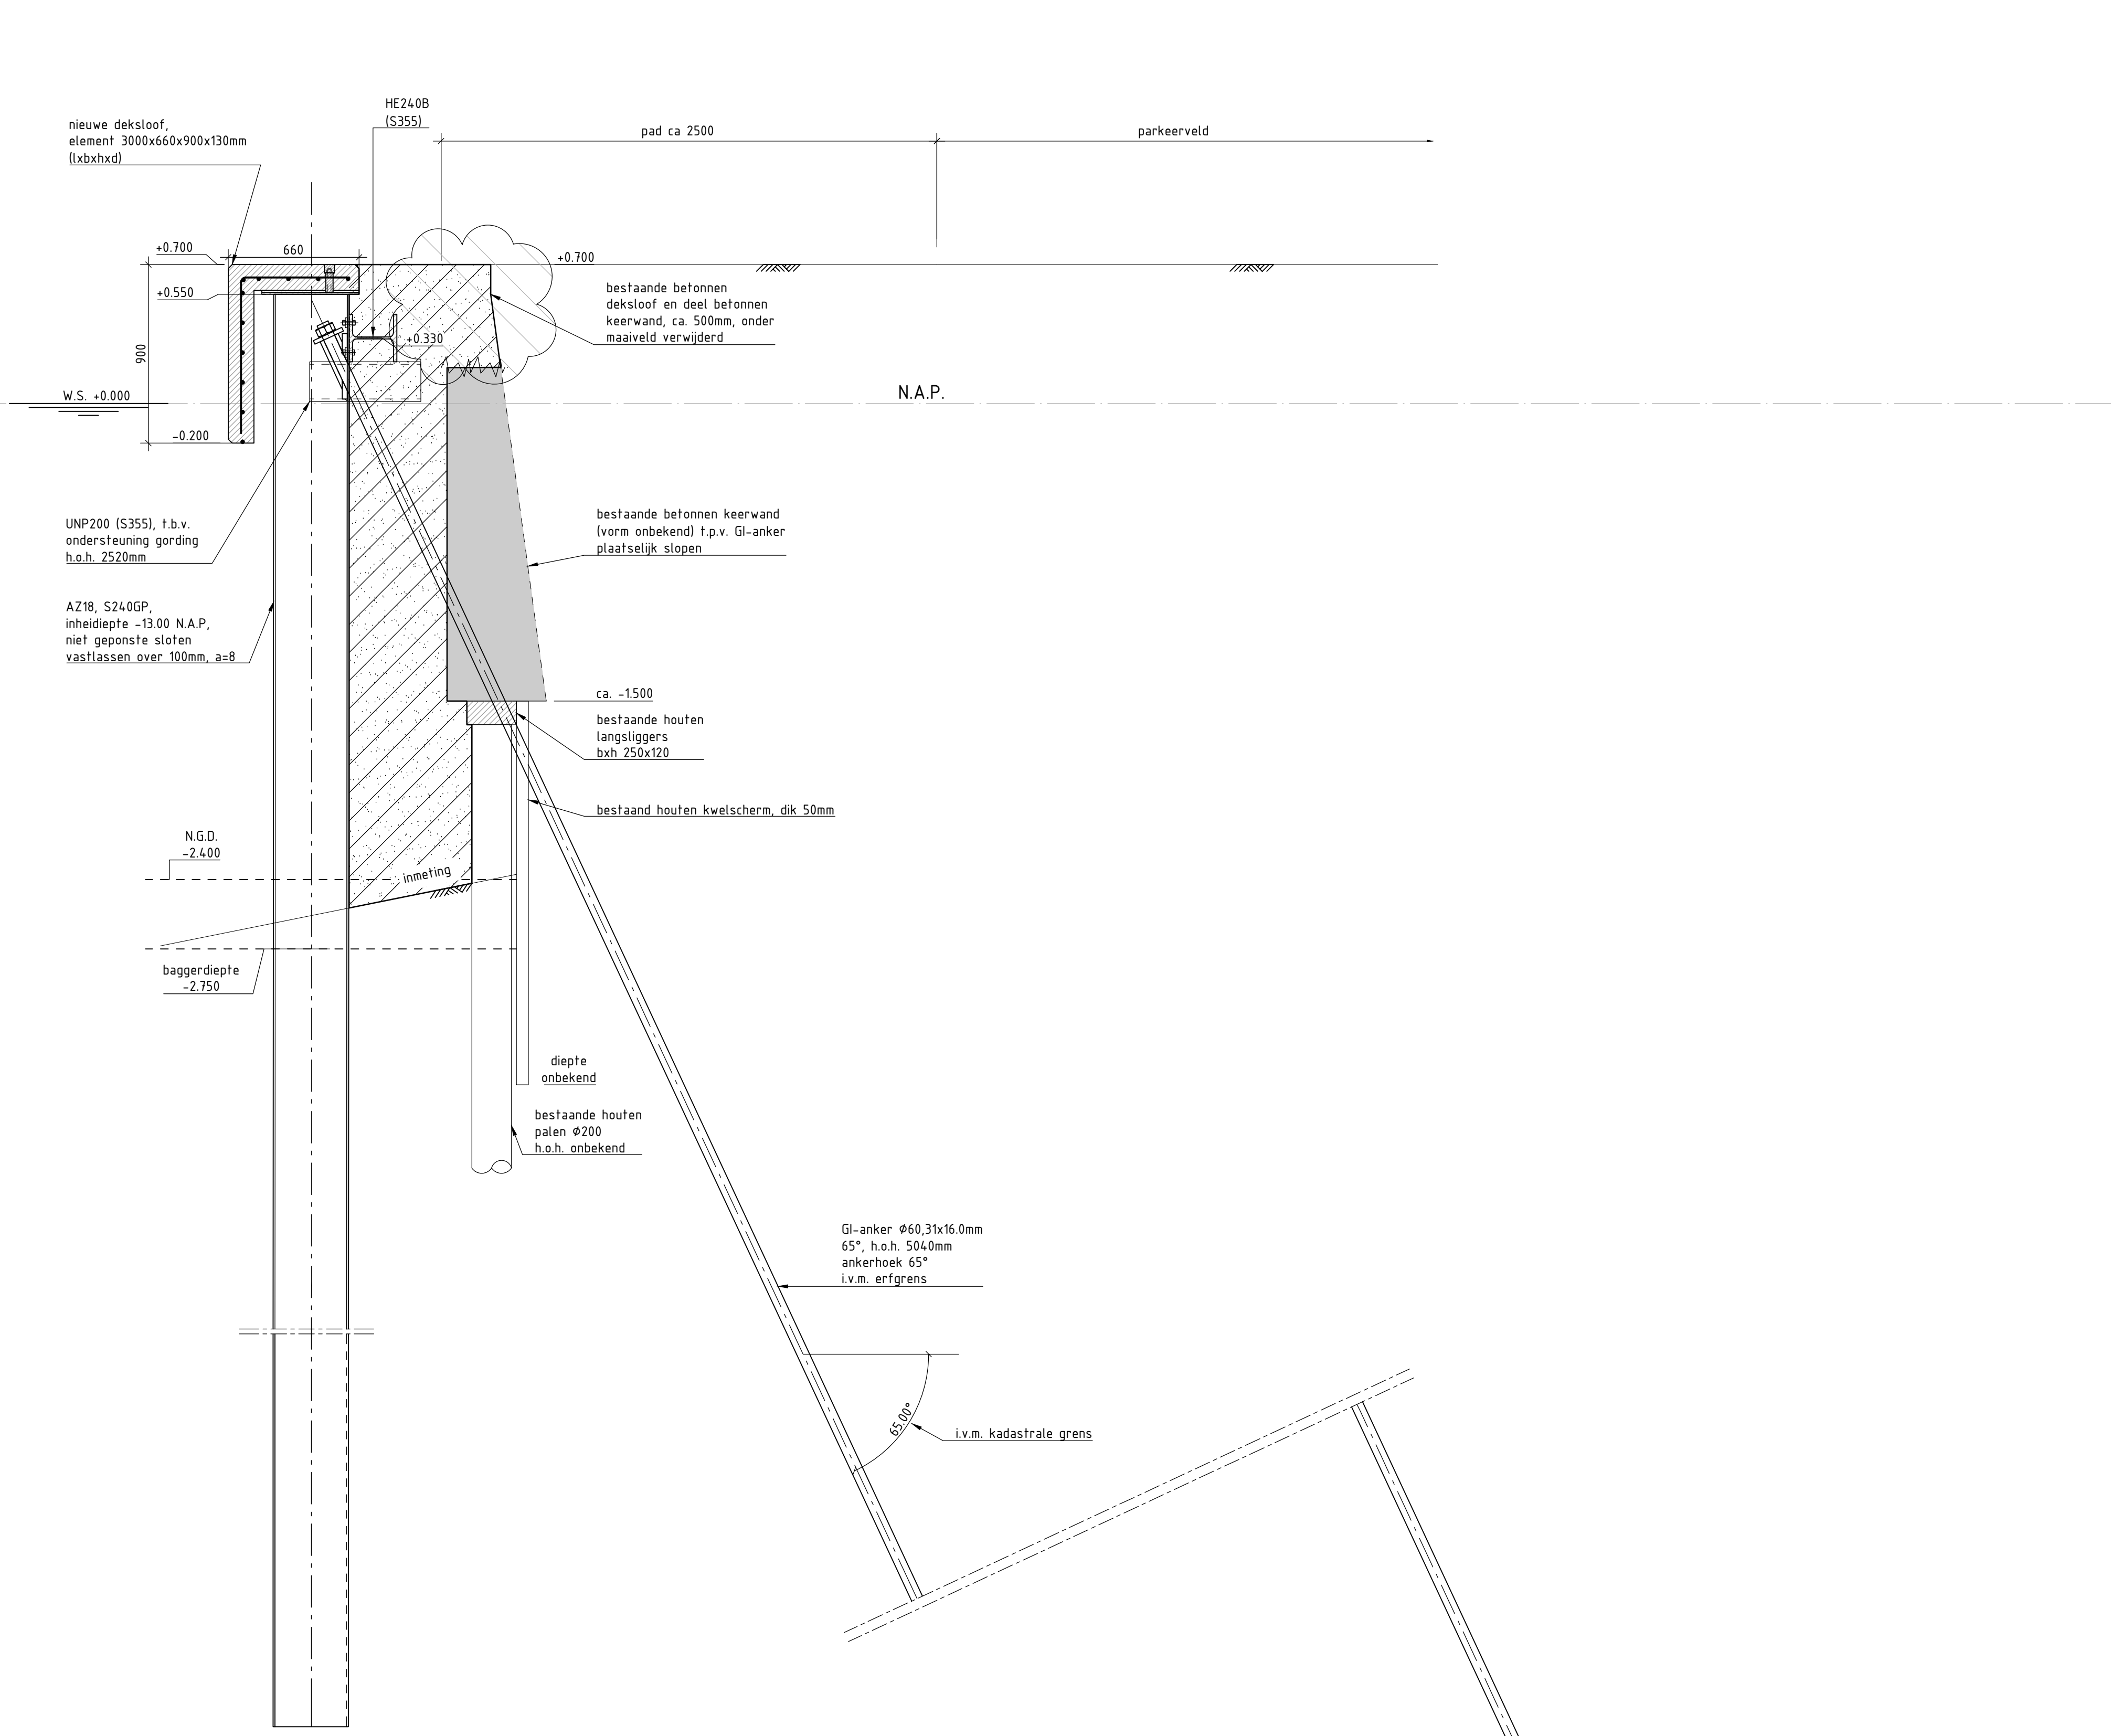 HE240B
(S355)
nieuwe deksloof,
element 3000x660x900x130mm
(lxbxhxd)
pad ca 2500
parkeerveld
+0.700
660
+0.700
+0.550
bestaande betonnen
deksloof en deel betonnen
keerwand, ca. 500mm, onder
maaiveld verwijderd
+0.330
900
W.S. +0.000
N.A.P.
-0.200
UNP200 (S355), t.b.v.
ondersteuning gording
h.o.h. 2520mm
bestaande betonnen keerwand
(vorm onbekend) t.p.v. GI-anker
plaatselijk slopen
AZ18, S240GP,
inheidiepte -13.00 N.A.P,
niet geponste sloten
vastlassen over 100mm, a=8
ca. -1.500
bestaande houten
langsliggers
bxh 250x120
bestaand houten kwelscherm, dik 50mm
N.G.D.
-2.400
inmeting
baggerdiepte
-2.750
diepte
onbekend
bestaande houten
palen Ø200
h.o.h. onbekend
GI-anker Ø60,31x16.0mm
65°, h.o.h. 5040mm
ankerhoek 65°
i.v.m. erfgrens
65.00°
i.v.m. kadastrale grens